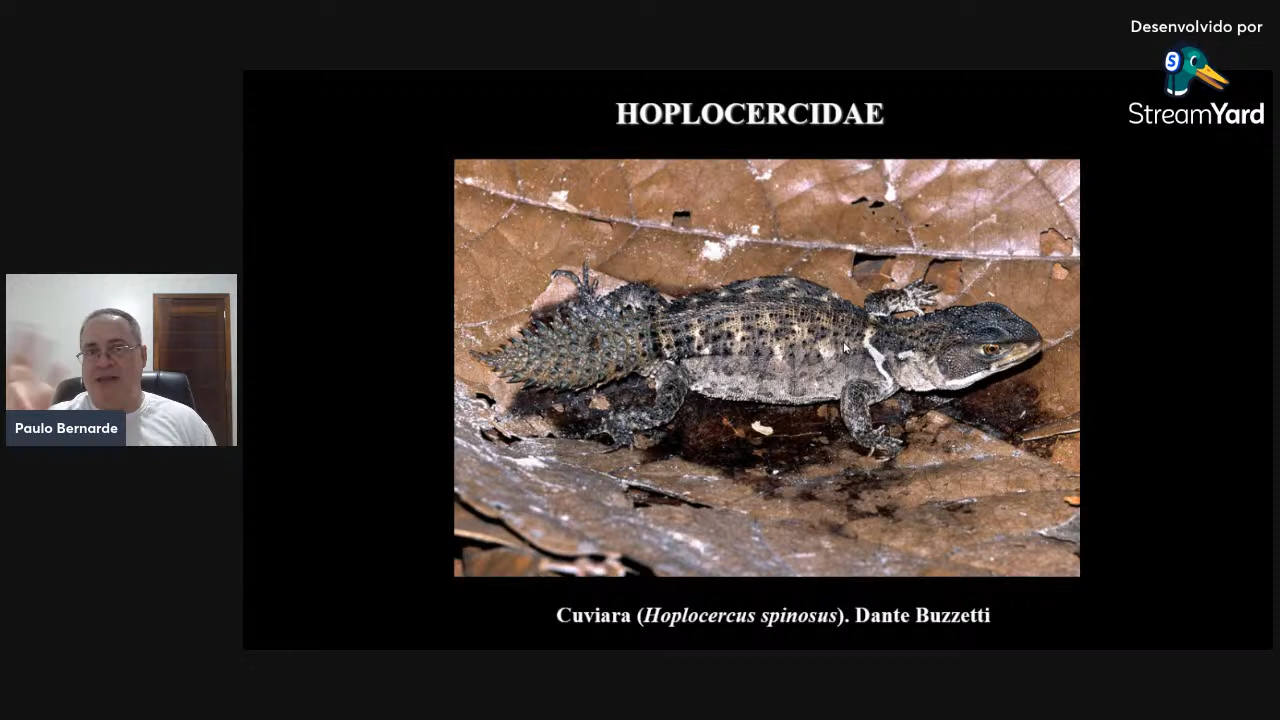 Desenvolvido por
S
StreamYard
HOPLOCERCIDAE
Paulo Bernarde
Cuviara (Hoplocercus spinosus). Dante Buzzetti